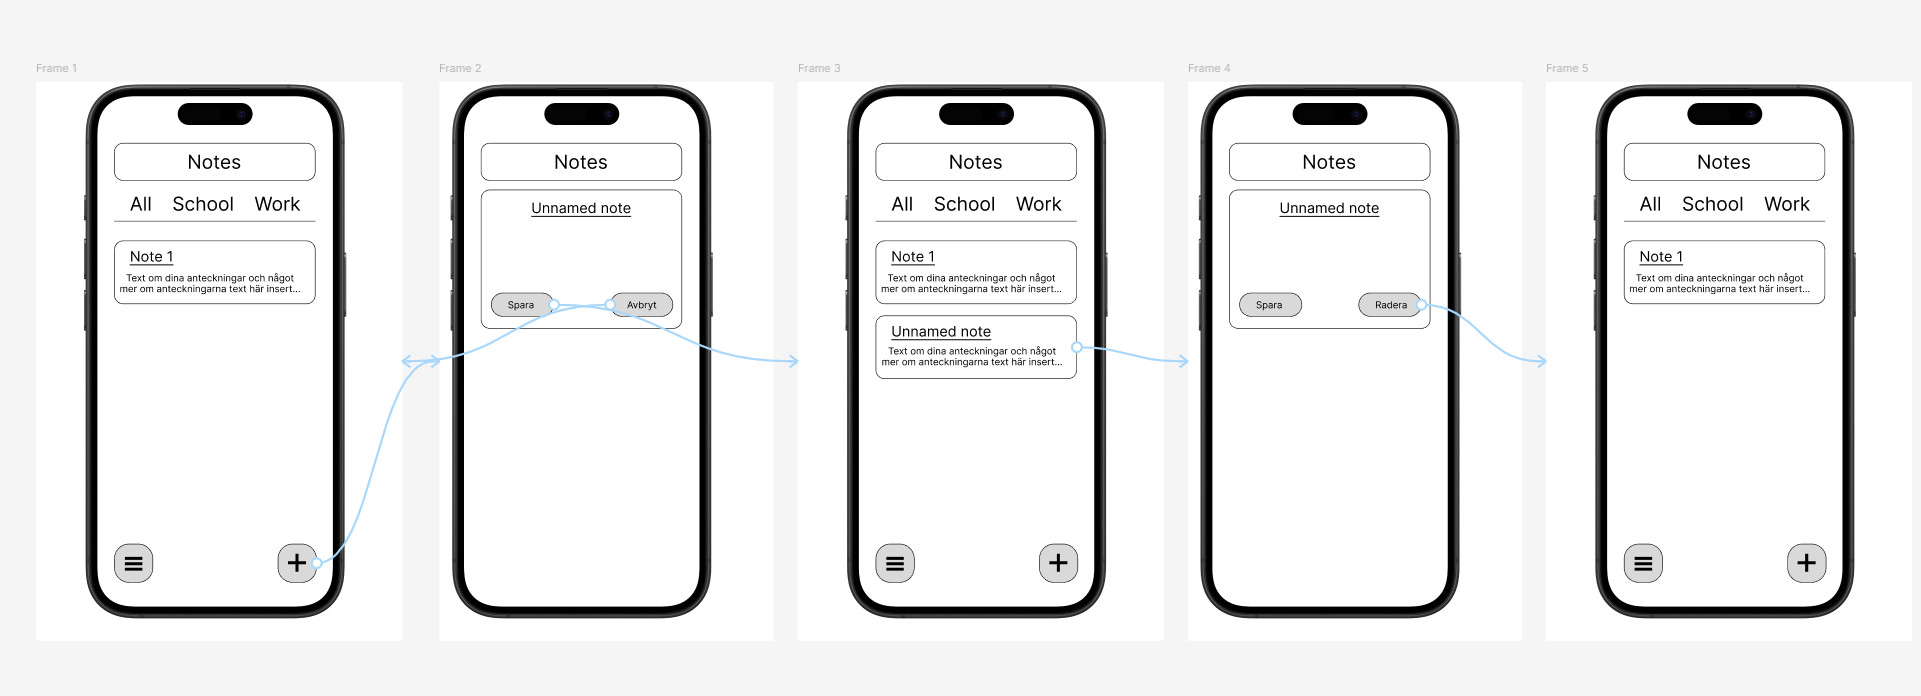 Frame 1
Notes
All School Work
Note 1
Text om dina anteckningar och något
mer om anteckningarna text här insert...
Frame 2
Notes
Unnamed note
Spara Avbryt
Frame 3
Notes
All School Work
Note 1
Text om dina anteckningar och något
mer om anteckningarna text här insert...
Unnamed note
Text om dina anteckningar och något
mer om anteckningarna text här insert...
Frame 4
Notes
Unnamed note
Spara Radera
Frame 5
Notes
All School Work
Note 1
Text om dina anteckningar och något
mer om anteckningarna text här insert...